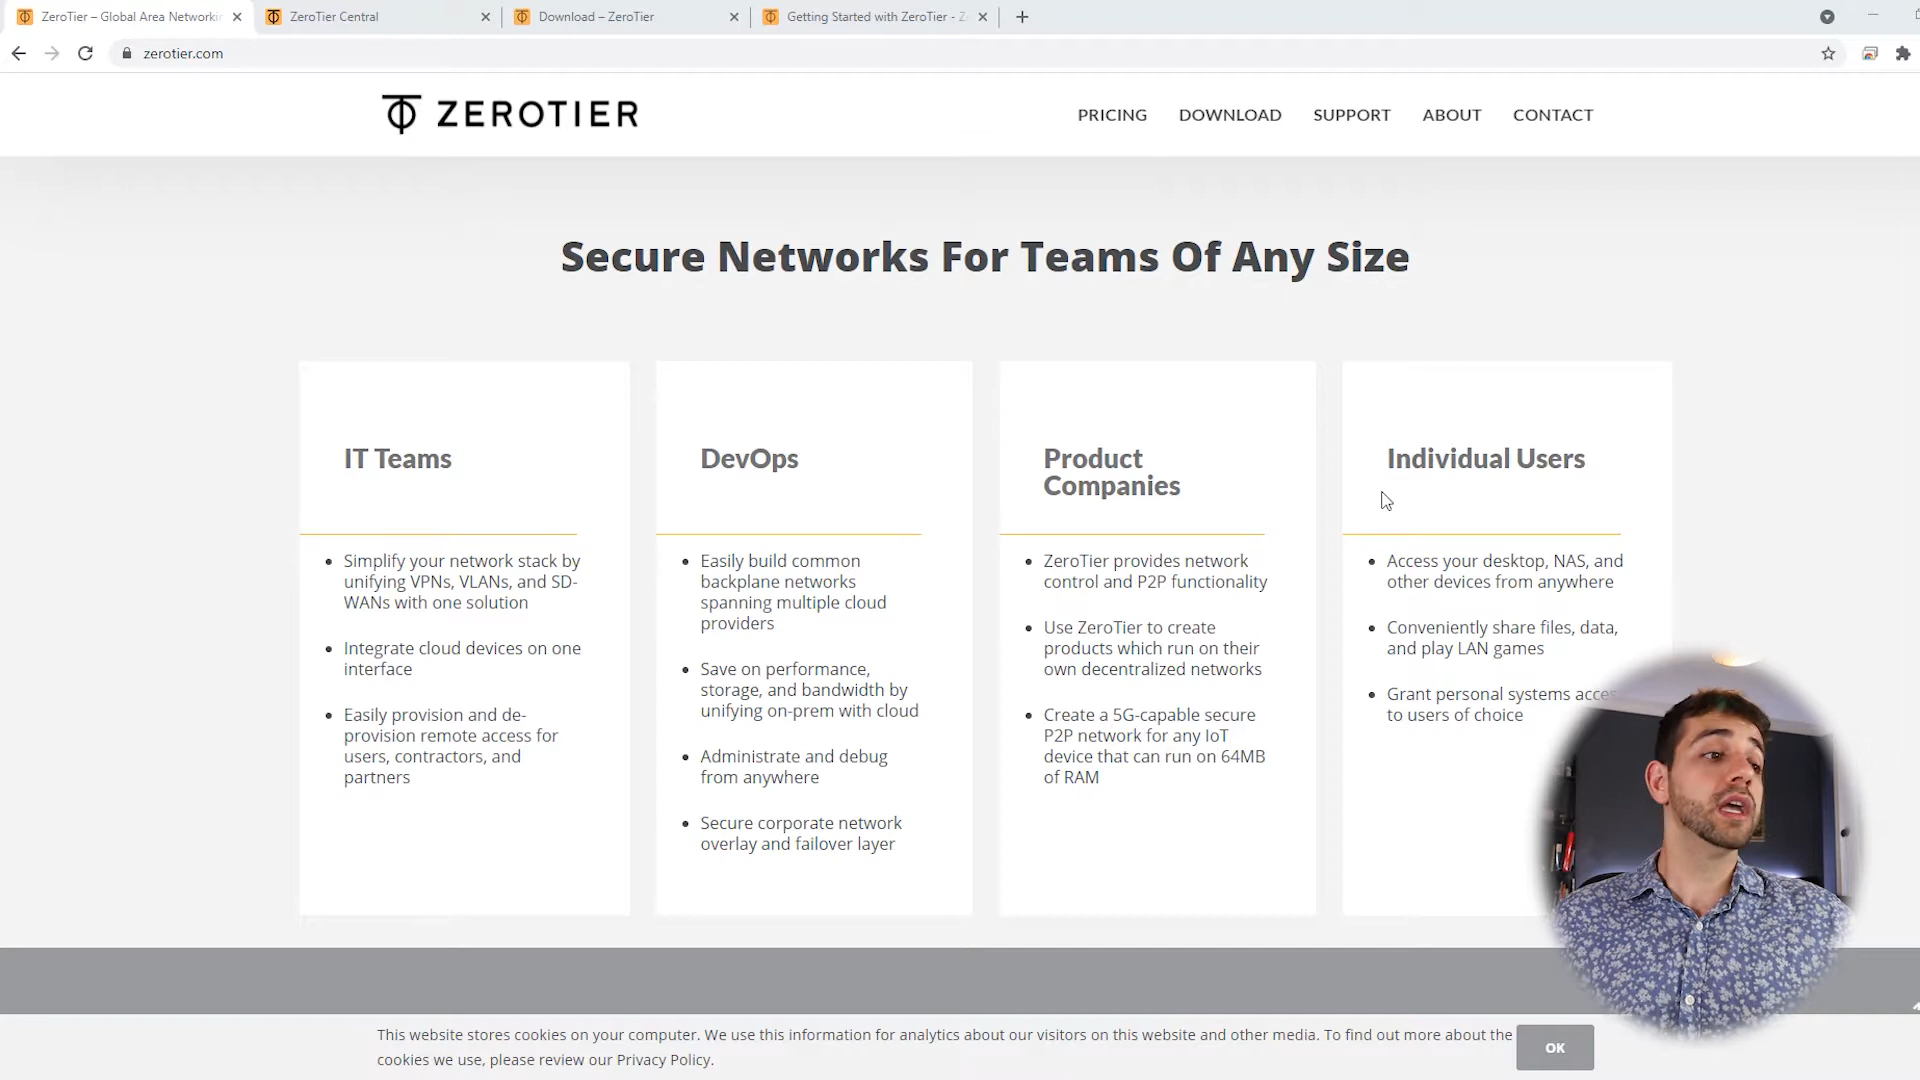 ZeroTier – Global Area Networkin
ZeroTier Central
Download – ZeroTier
Getting Started with ZeroTier - Z
zerotier.com
ZEROTIER
PRICING
DOWNLOAD
SUPPORT
ABOUT
CONTACT
Secure Networks For Teams Of Any Size
IT Teams
• Simplify your network stack by
unifying VPNs, VLANs, and SD-
WANs with one solution
• Integrate cloud devices on one
interface
• Easily provision and de-
provision remote access for
users, contractors, and
partners
DevOps
• Easily build common
backplane networks
spanning multiple cloud
providers
• Save on performance,
storage, and bandwidth by
unifying on-prem with cloud
• Administrate and debug
from anywhere
• Secure corporate network
overlay and failover layer
Product
Companies
• ZeroTier provides network
control and P2P functionality
• Use ZeroTier to create
products which run on their
own decentralized networks
• Create a 5G-capable secure
P2P network for any IoT
device that can run on 64MB
of RAM
Individual Users
• Access your desktop, NAS, and
other devices from anywhere
• Conveniently share files, data,
and play LAN games
• Grant personal systems acces
to users of choice
This website stores cookies on your computer. We use this information for analytics about our visitors on this website and other media. To find out more about the
cookies we use, please review our Privacy Policy.
OK